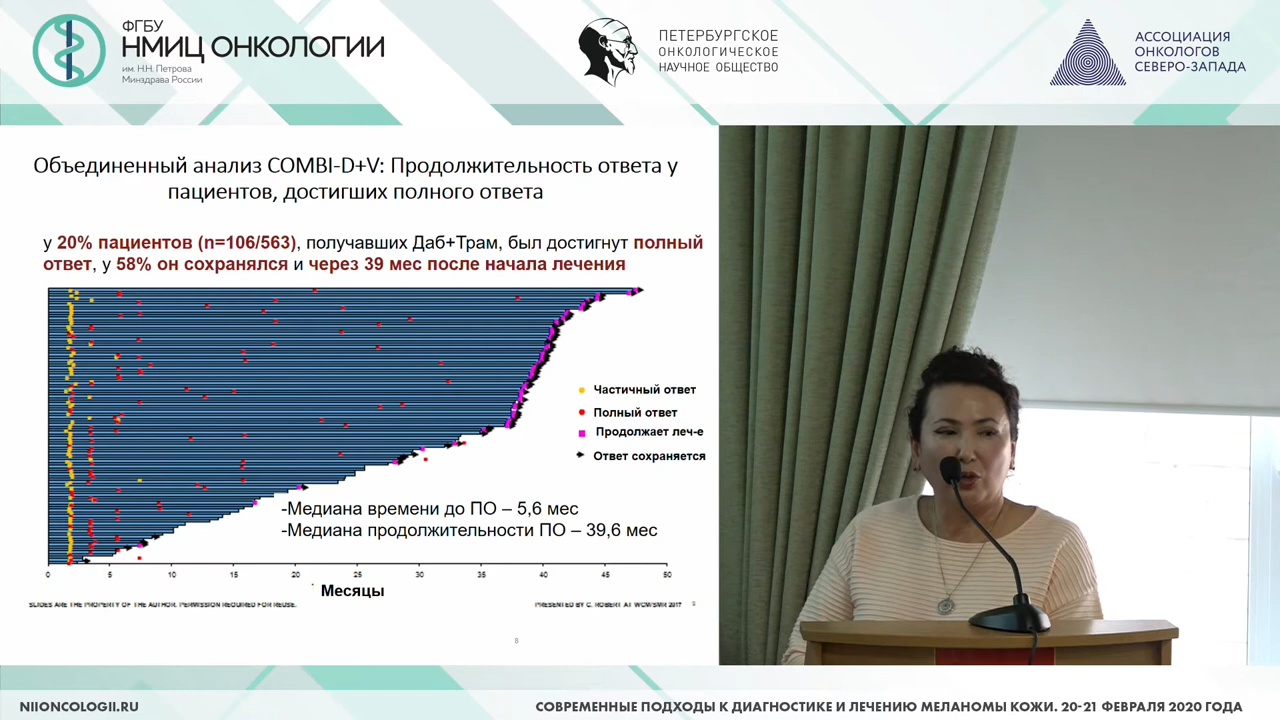 ФГБУ
НМИЦ ОНКОЛОГИИ
им. Н.Н. Петрова
Минздрава России
ПЕТЕРБУРГСКОЕ
ОНКОЛОГИЧЕСКОЕ
НАУЧНОЕ ОБЩЕСТВО
АССОЦИАЦИЯ
ОНКОЛОГОВ
СЕВЕРО-ЗАПАДА
Объединенный анализ COMBI-D+V: Продолжительность ответа у
пациентов, достигших полного ответа
у 20% пациентов (n=106/563), получавших Даб+Трам, был достигнут полный
ответ, у 58% он сохранялся и через 39 мес после начала лечения
Частичный ответ
Полный ответ
Продолжает леч-е
Ответ сохраняется
-Медиана времени до ПО – 5,6 мес
-Медиана продолжительности ПО – 39,6 мес
0 5 10 15 20 25 30 35 40 45 50
Месяцы
SLIDES ARE THE PROPERTY OF THE AUTHOR. PERMISSION REQUIRED FOR REUSE.
PRESENTED BY C. ROBERT AT WCM/SMR 2017 9
8
NIIONCOLOGII.RU
СОВРЕМЕННЫЕ ПОДХОДЫ К ДИАГНОСТИКЕ И ЛЕЧЕНИЮ МЕЛАНОМЫ КОЖИ. 20-21 ФЕВРАЛЯ 2020 ГОДА